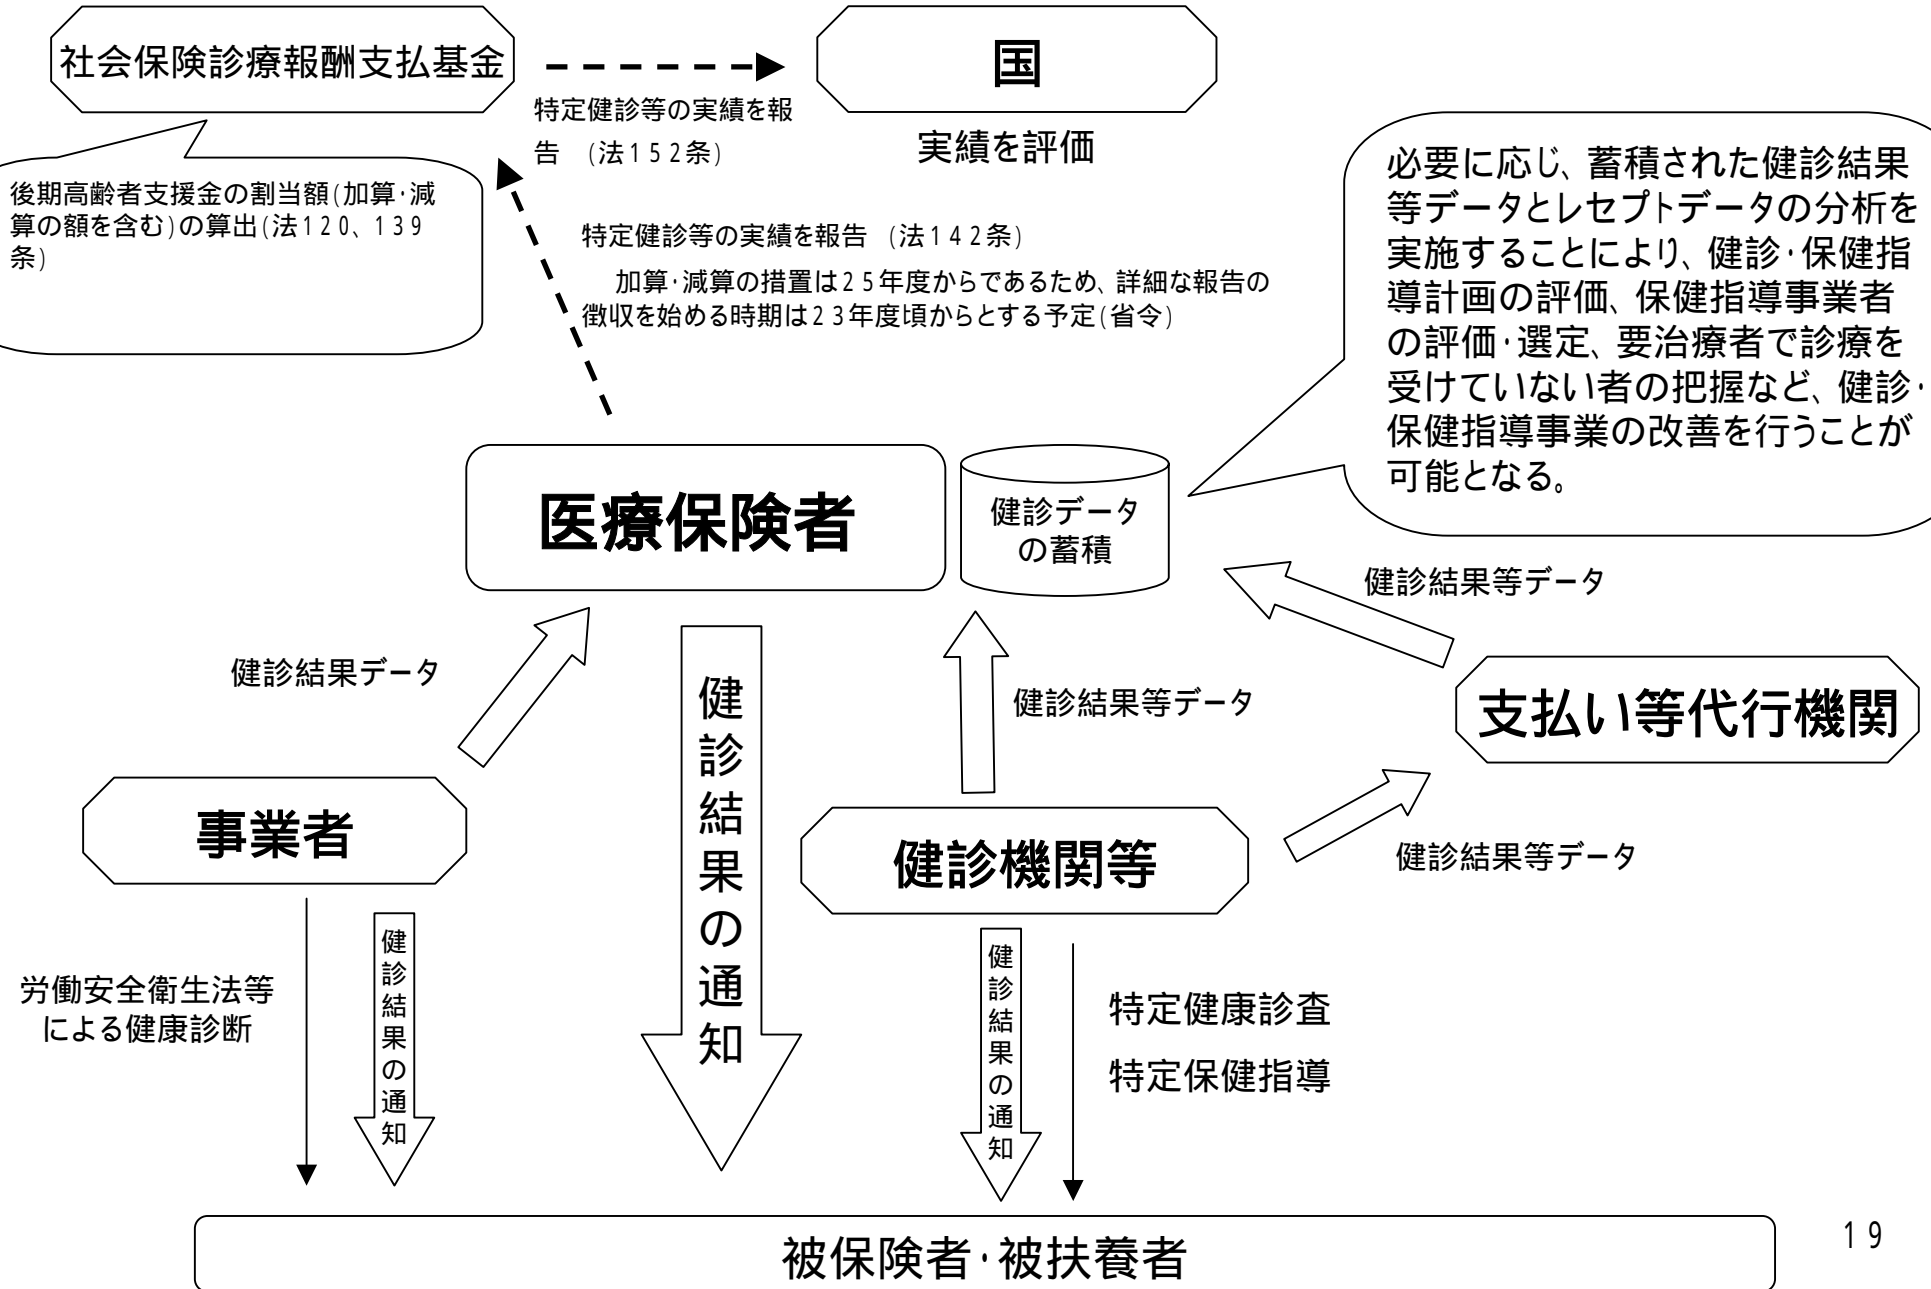 社会保険診療報酬支払基金
国
実績を評価
特定健診等の実績を報
告 (法152条)
後期高齢者支援金の割当額(加算・減
算の額を含む)の算出(法120、139
条)
特定健診等の実績を報告 (法142条)
加算・減算の措置は25年度からであるため、詳細な報告の
徴収を始める時期は23年度頃からとする予定(省令)
必要に応じ、蓄積された健診結果
等データとレセプトデータの分析を
実施することにより、健診・保健指
導計画の評価、保健指導事業者
の評価・選定、要治療者で診療を
受けていない者の把握など、健診・
保健指導事業の改善を行うことが
可能となる。
医療保険者
健診データ
の蓄積
健診結果等データ
健診結果データ
健診結果の通知
健診結果等データ
支払い等代行機関
事業者
健診機関等
健診結果等データ
労働安全衛生法等
による健康診断
健診結果の通知
健診結果の通知
特定健康診査
特定保健指導
被保険者・被扶養者
19